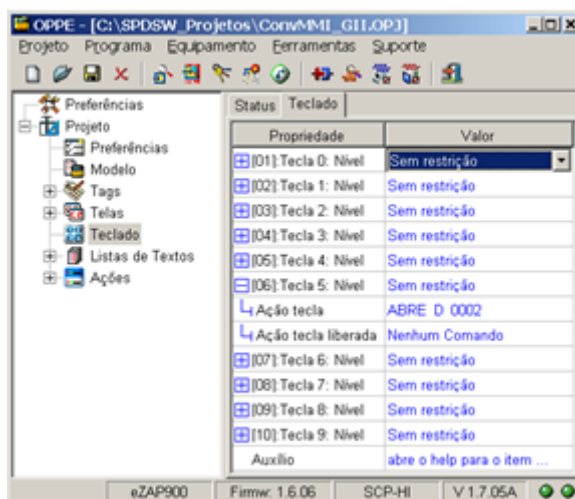 OPPE - [C:\SPDSW_Projetos\ConvMMI_GII.OPJ]
Projeto Programa Equipamento Ferramentas Suporte
Preferências
Projeto
Preferências
Modelo
Tags
Telas
Teclado
Listas de Textos
Ações
Status Teclado
Propriedade Valor
[01]:Tecla 0: Nível Sem restrição
[02]:Tecla 1: Nível Sem restrição
[03]:Tecla 2: Nível Sem restrição
[04]:Tecla 3: Nível Sem restrição
[05]:Tecla 4: Nível Sem restrição
[06]:Tecla 5: Nível Sem restrição
Ação tecla ABRE D 0002
Ação tecla liberada Nenhum Comando
[07]:Tecla 6: Nível Sem restrição
[08]:Tecla 7: Nível Sem restrição
[09]:Tecla 8: Nível Sem restrição
[10]:Tecla 9: Nível Sem restrição
Auxílio abre o help para o item ...
eZAP900 Firmw: 1.6.06 SCP-HI V 1.7.05A